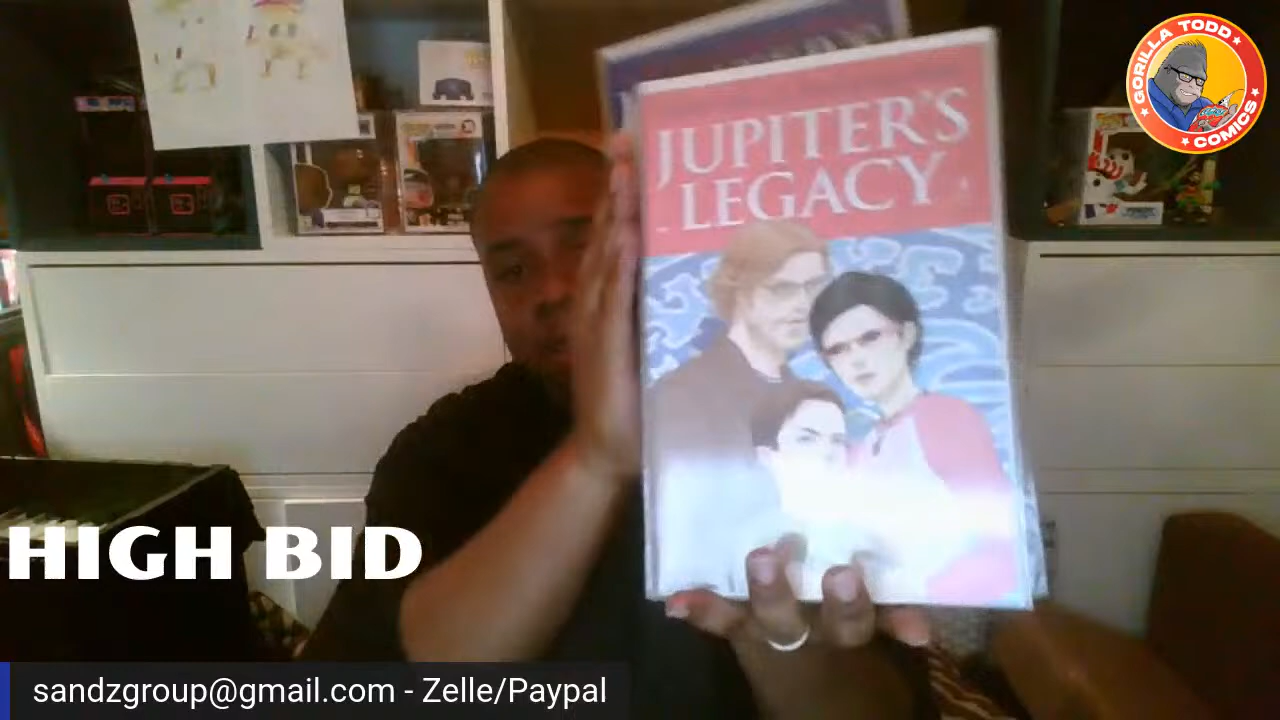 GORILLA TODD
COMICS
JUPITER'S
LEGACY
HIGH BID
sandzgroup@gmail.com - Zelle/Paypal